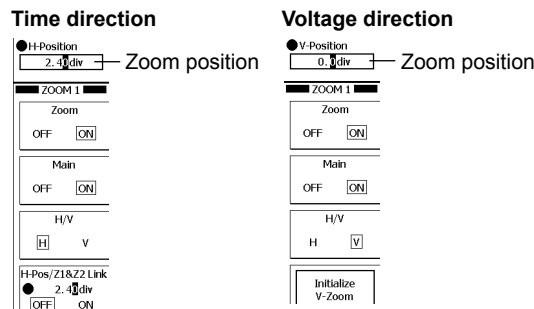 Time direction
H-Position
2.40div
Zoom position
ZOOM 1
Zoom
OFF ON
Main
OFF ON
H/V
H V
H-Pos/Z1&Z2 Link
2.40div
OFF ON
Voltage direction
V-Position
0.0div
Zoom position
ZOOM 1
Zoom
OFF ON
Main
OFF ON
H/V
H V
Initialize
V-Zoom